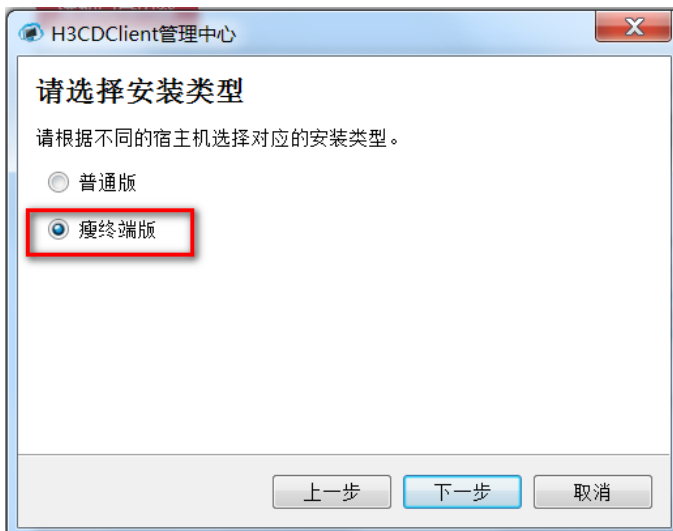 H3CDClient管理中心
请选择安装类型
请根据不同的宿主机选择对应的安装类型。
普通版
瘦终端版
上一步
下一步
取消